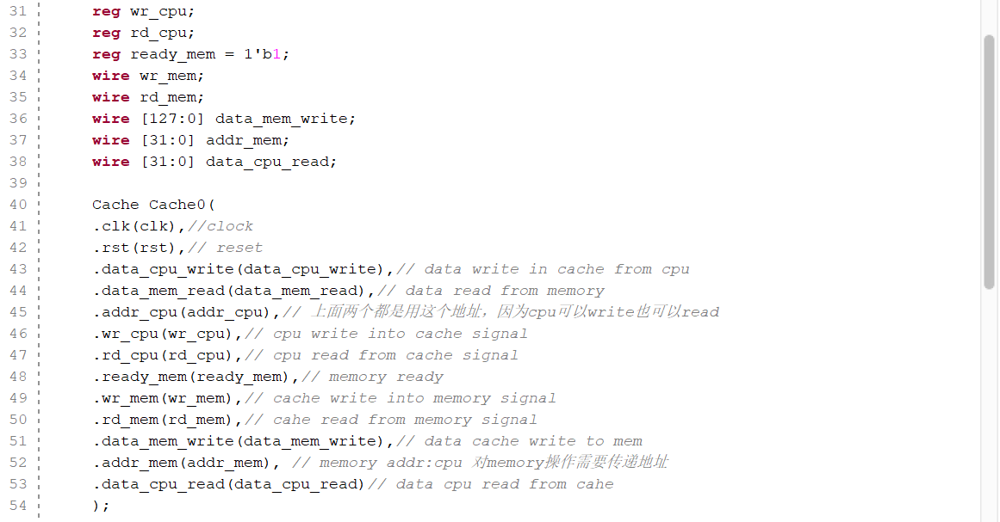 31 reg wr_cpu;
32 reg rd_cpu;
33 reg ready_mem = 1'b1;
34 wire wr_mem;
35 wire rd_mem;
36 wire [127:0] data_mem_write;
37 wire [31:0] addr_mem;
38 wire [31:0] data_cpu_read;
39
40 Cache Cache0(
41 .clk(clk),//clock
42 .rst(rst),// reset
43 .data_cpu_write(data_cpu_write),// data write in cache from cpu
44 .data_mem_read(data_mem_read),// data read from memory
45 .addr_cpu(addr_cpu),// 上面两个都是用这个地址，因为cpu可以write也可以read
46 .wr_cpu(wr_cpu),// cpu write into cache signal
47 .rd_cpu(rd_cpu),// cpu read from cache signal
48 .ready_mem(ready_mem),// memory ready
49 .wr_mem(wr_mem),// cache write into memory signal
50 .rd_mem(rd_mem),// cahe read from memory signal
51 .data_mem_write(data_mem_write),// data cache write to mem
52 .addr_mem(addr_mem), // memory addr:cpu 对memory操作需要传递地址
53 .data_cpu_read(data_cpu_read)// data cpu read from cahe
54 );